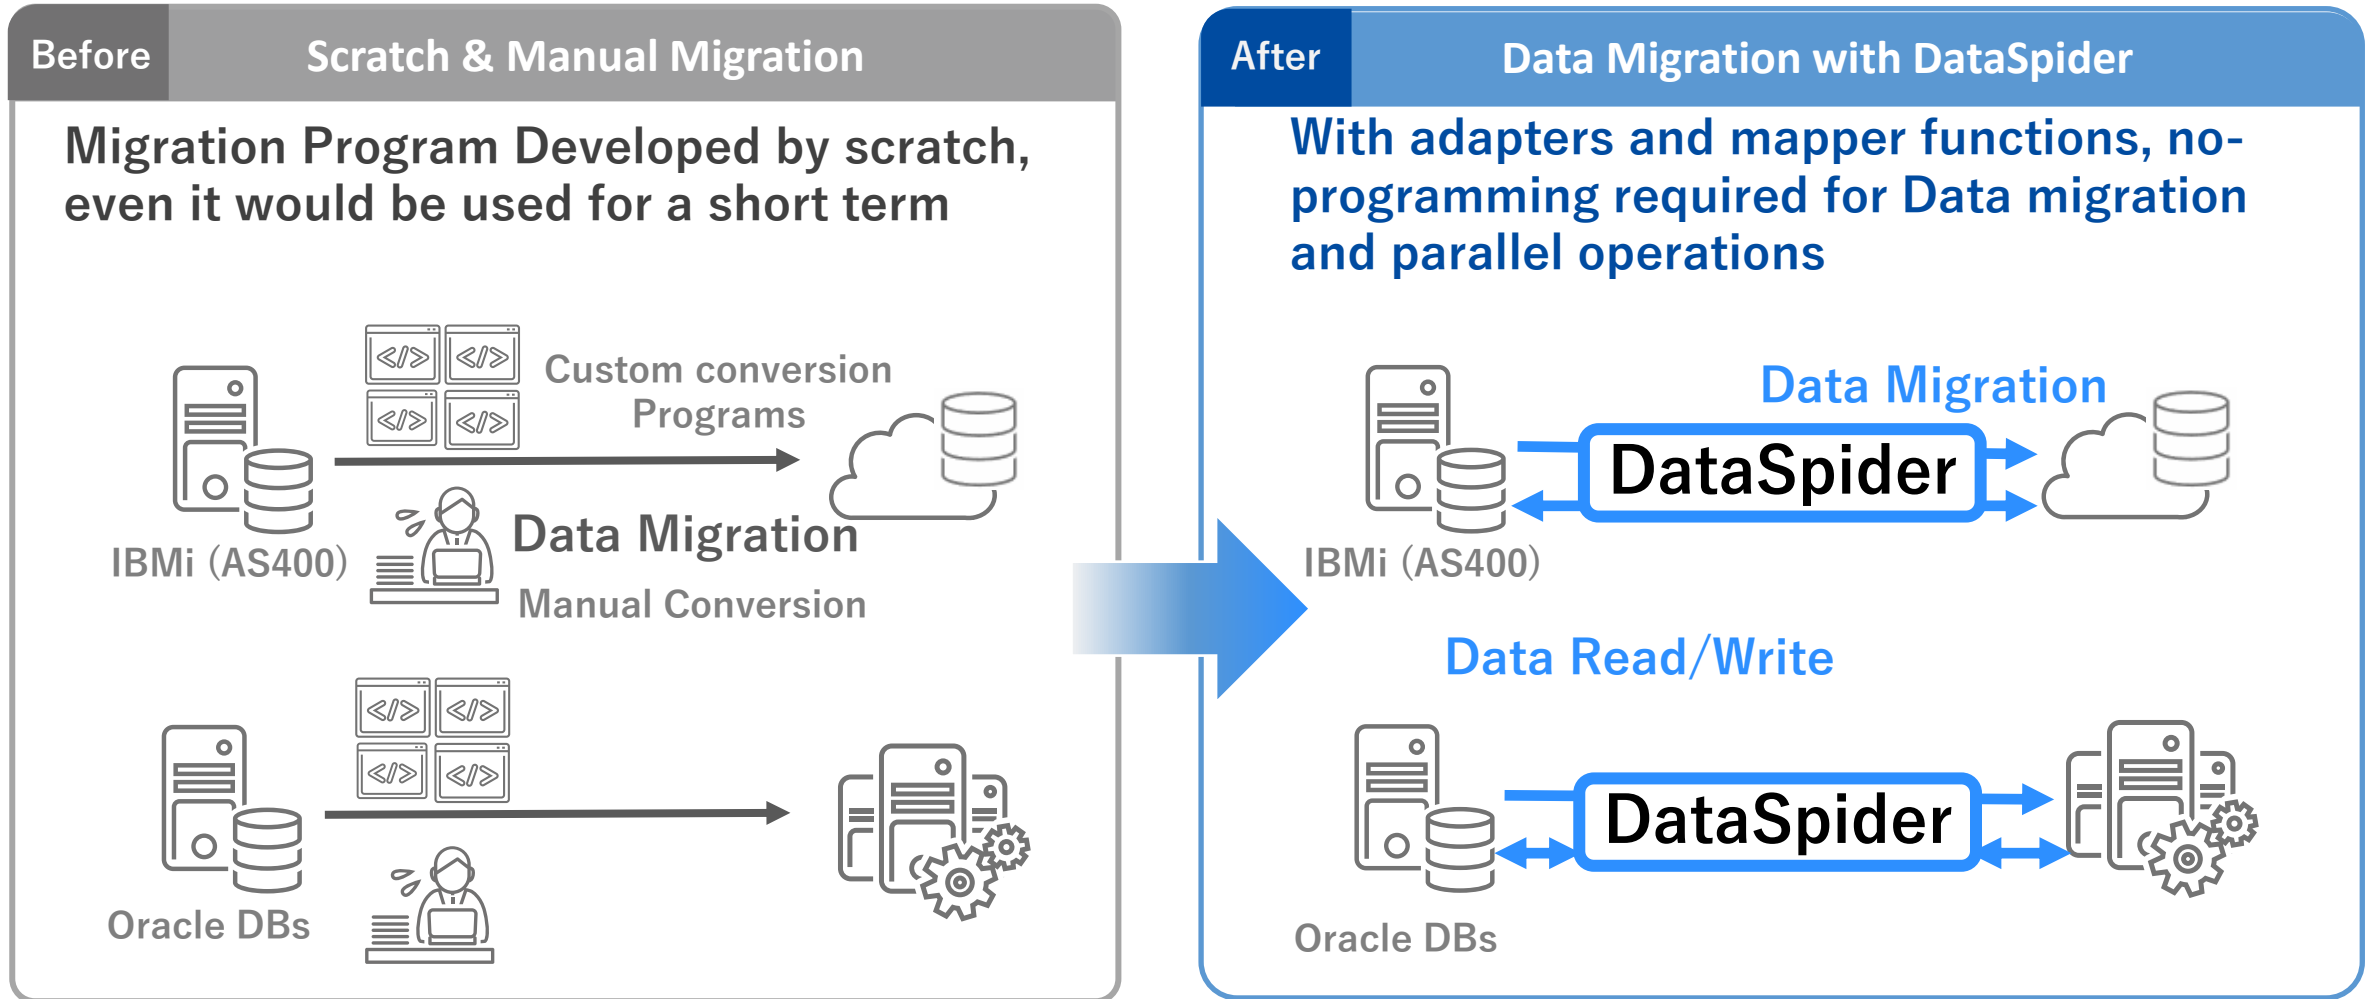 Before
Scratch & Manual Migration
Migration Program Developed by scratch,
even it would be used for a short term
</>
</>
</>
</>
Custom conversion
Programs
IBMi (AS400)
Data Migration
Manual Conversion
</>
</>
</>
</>
Oracle DBs
After
Data Migration with DataSpider
With adapters and mapper functions, no-
programming required for Data migration
and parallel operations
Data Migration
DataSpider
IBMi (AS400)
Data Read/Write
DataSpider
Oracle DBs